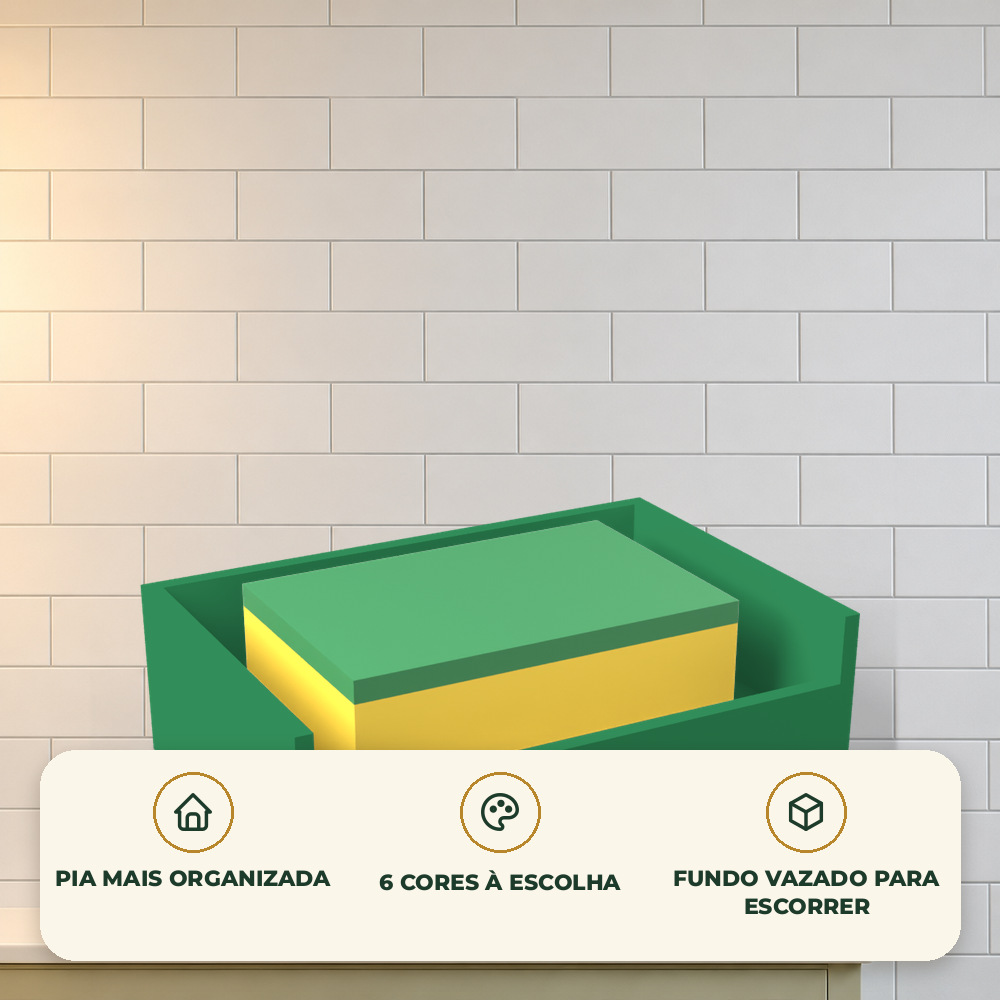 PIA MAIS ORGANIZADA
6 CORES À ESCOLHA
FUNDO VAZADO PARA
ESCORRER